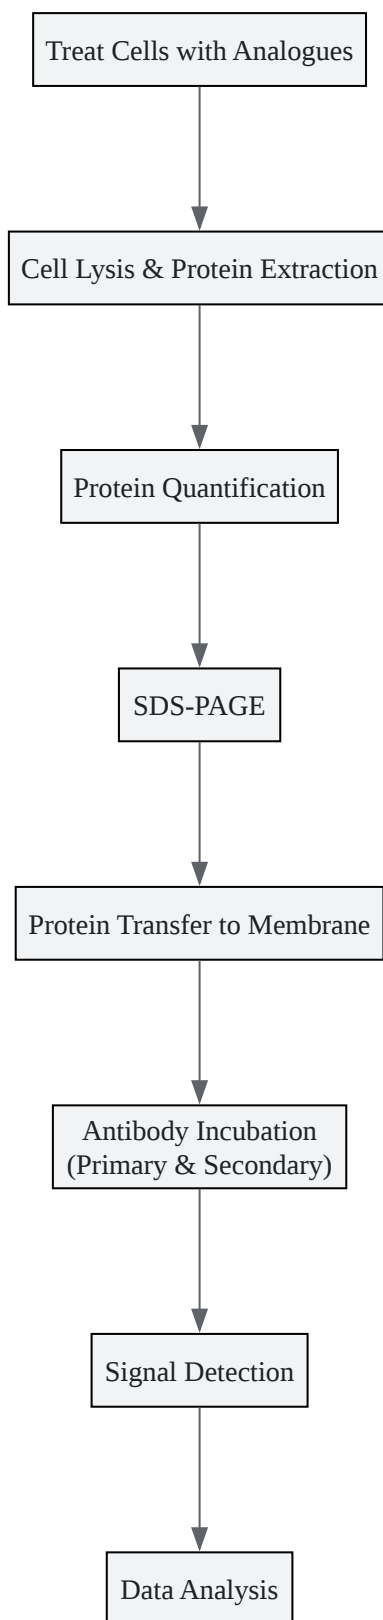 Treat Cells with Analogues
Cell Lysis & Protein Extraction
Protein Quantification
SDS-PAGE
Protein Transfer to Membrane
Antibody Incubation
(Primary & Secondary)
Signal Detection
Data Analysis